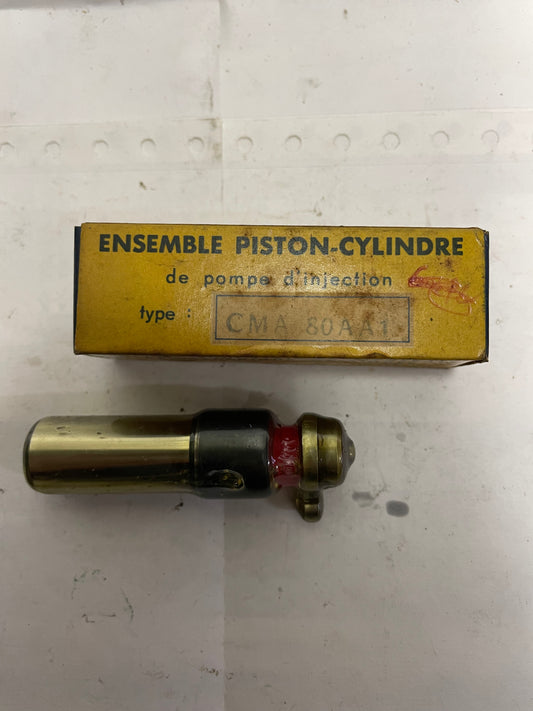 ENSEMBLE PISTON-CYLINDRE
de pompe d'injection
type : CMA 80AA1